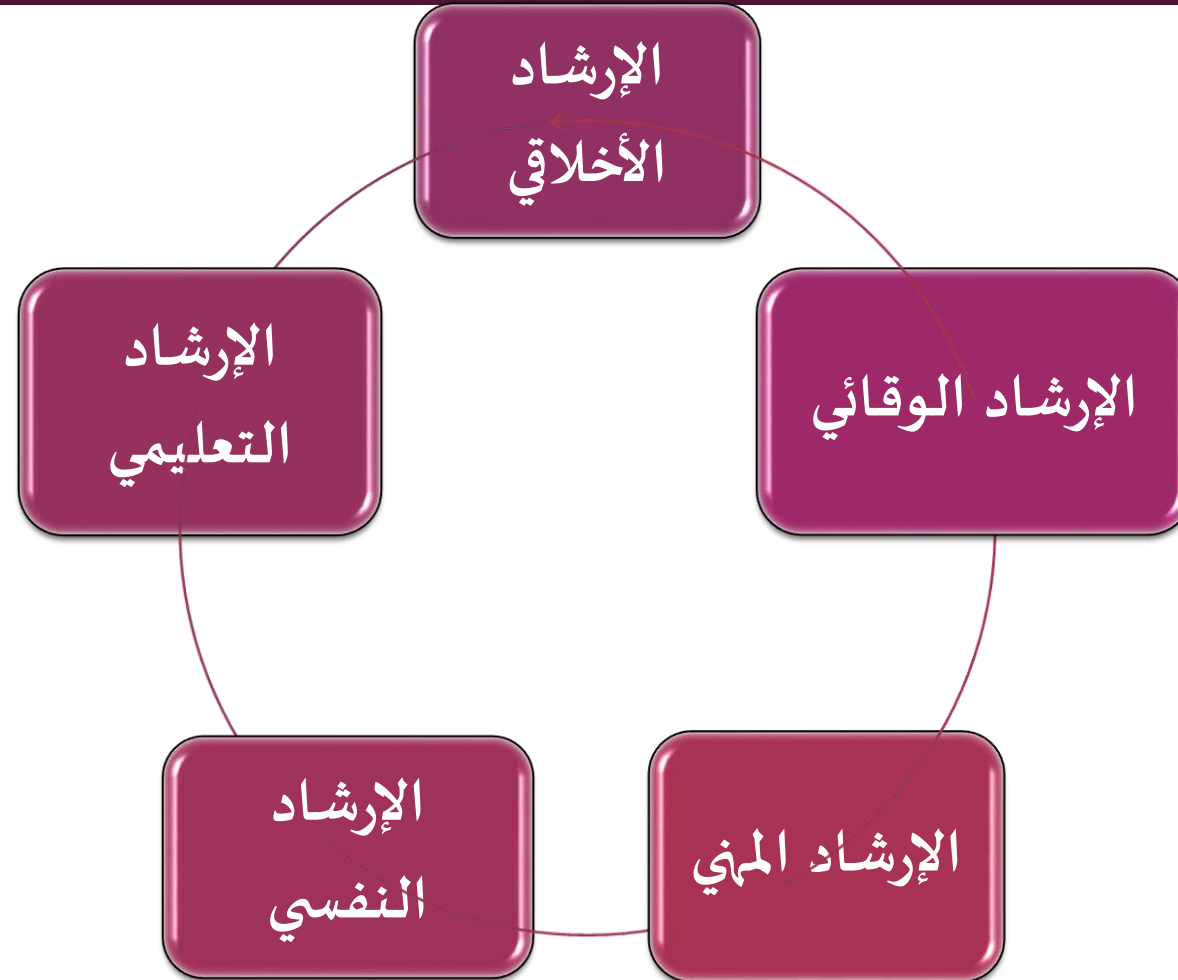 الإرشاد
الأخلاقي
الإرشاد الوقائي
الإرشاد
التعليمي
الإرشاد المهني
الإرشاد
النفسي